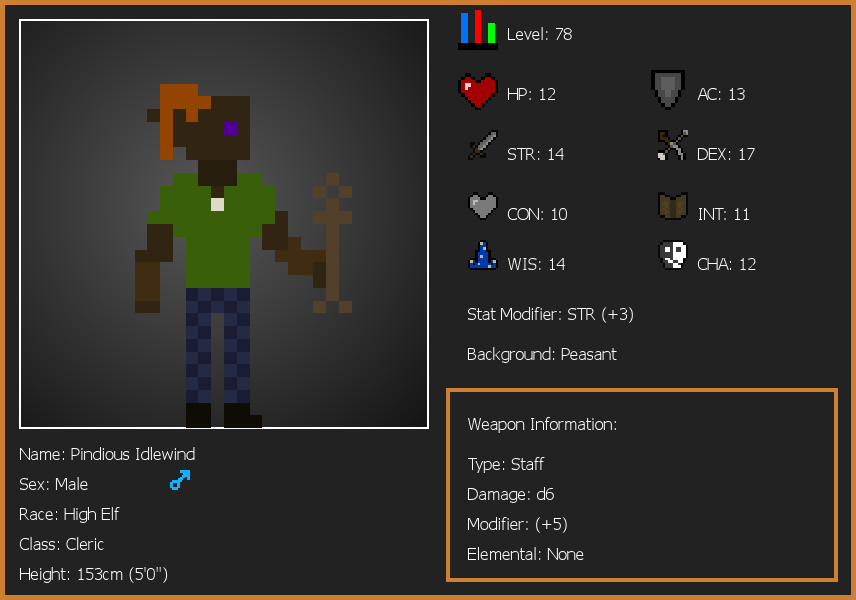 Level: 78
HP: 12
AC: 13
STR: 14
DEX: 17
CON: 10
INT: 11
WIS: 14
CHA: 12
Stat Modifier: STR (+3)
Background: Peasant
Weapon Information:
Type: Staff
Damage: d6
Modifier: (+5)
Elemental: None
Name: Pindious Idlewind
Sex: Male
Race: High Elf
Class: Cleric
Height: 153cm (5'0")